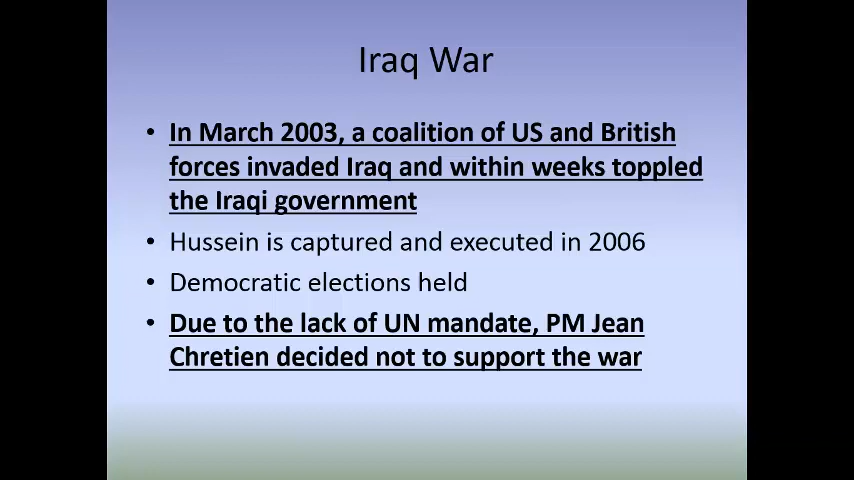 Iraq War
• In March 2003, a coalition of US and British
forces invaded Iraq and within weeks toppled
the Iraqi government
• Hussein is captured and executed in 2006
• Democratic elections held
• Due to the lack of UN mandate, PM Jean
Chretien decided not to support the war